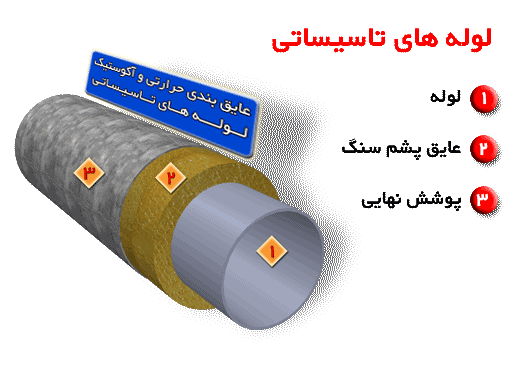 لوله های تاسیساتی
۱ لوله
۲ عایق پشم سنگ
۳ پوشش نهایی
عایق بندی حرارتی و آکوستیک
لوله های تاسیساتی
۳
۲
۱